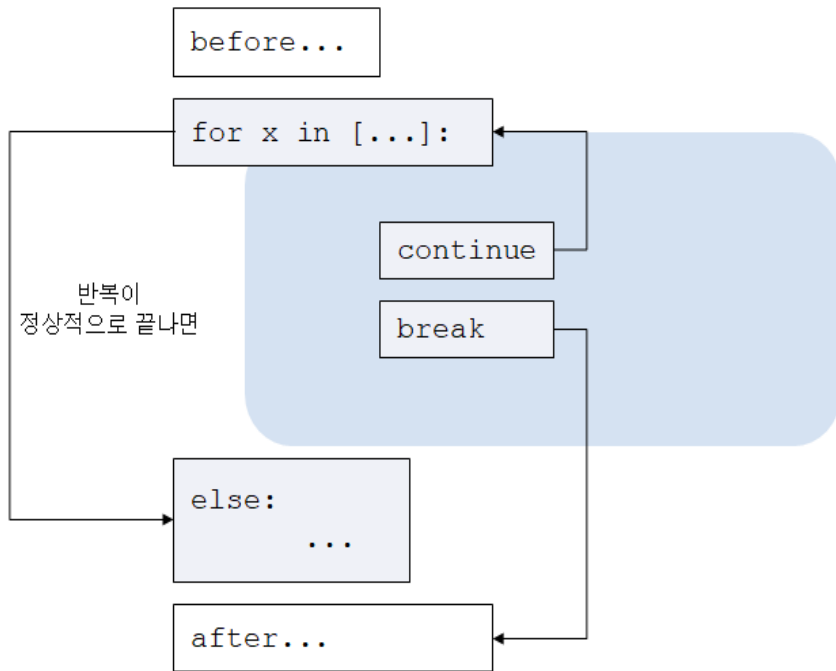 before...
for x in [...]:
continue
반복이
정상적으로 끝나면
break
else:
...
after...